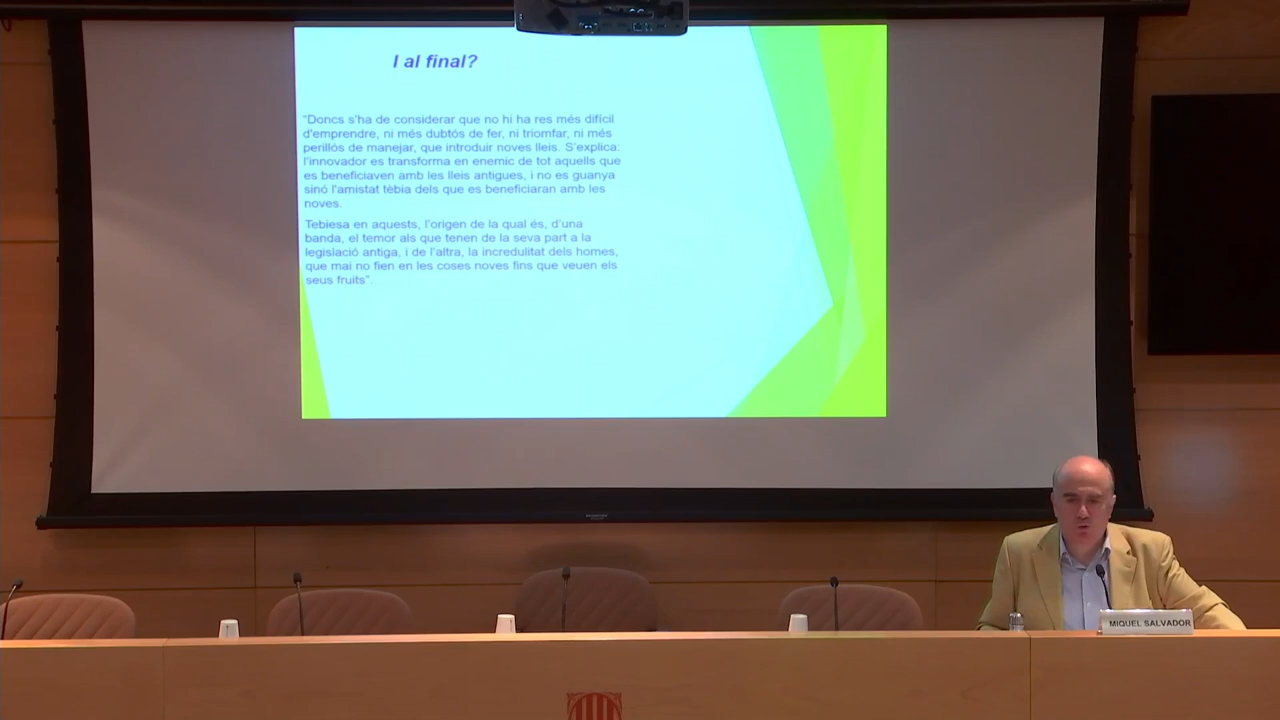 I al final?
“Doncs s’ha de considerar que no hi ha res més difícil
d'emprendre, ni més dubtós de fer, ni triomfar, ni més
perillós de manejar, que introduir noves lleis. S’explica:
l’innovador es transforma en enemic de tot aquells que
es beneficiaven amb les lleis antigues, i no es guanya
sinó l'amistat tèbia dels que es beneficiaran amb les
noves.
Tebiesa en aquests, l’origen de la qual és, d’una
banda, el temor als que tenen de la seva part a la
legislació antiga, i de l’altra, la incredulitat dels homes,
que mai no fien en les coses noves fins que veuen els
seus fruits”.
MIQUEL SALVADOR